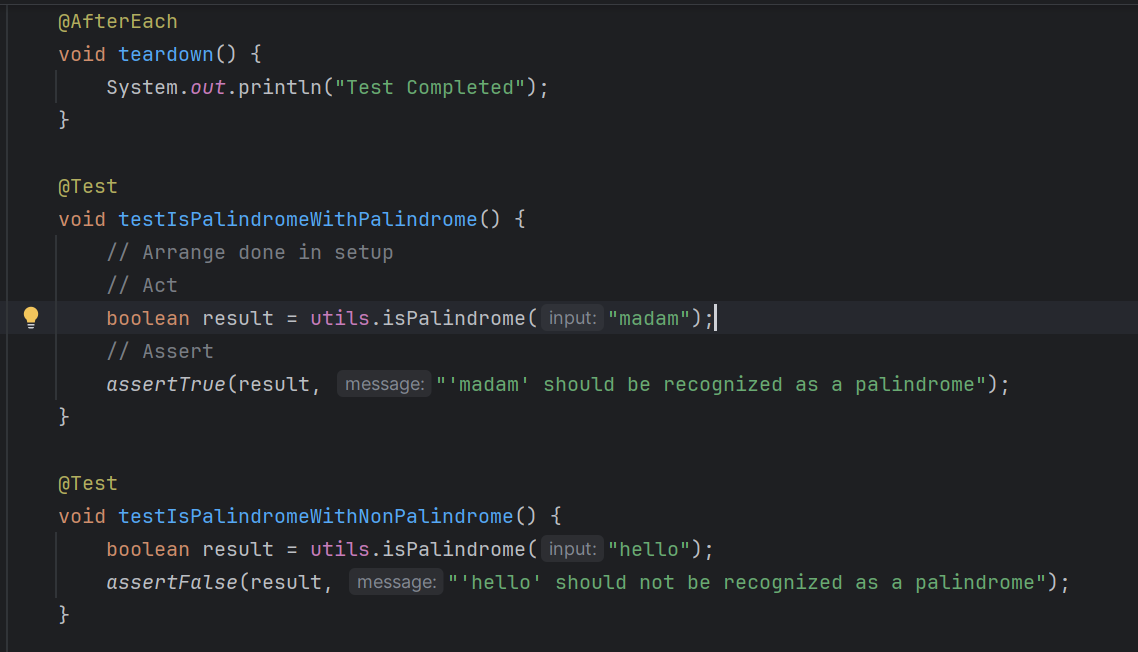 @AfterEach
void teardown() {
System.out.println("Test Completed");
}
@Test
void testIsPalindromeWithPalindrome() {
// Arrange done in setup
// Act
boolean result = utils.isPalindrome( input: "madam");
// Assert
assertTrue(result, message: "'madam' should be recognized as a palindrome");
}
@Test
void testIsPalindromeWithNonPalindrome() {
boolean result = utils.isPalindrome( input: "hello");
assertFalse(result, message: "'hello' should not be recognized as a palindrome");
}